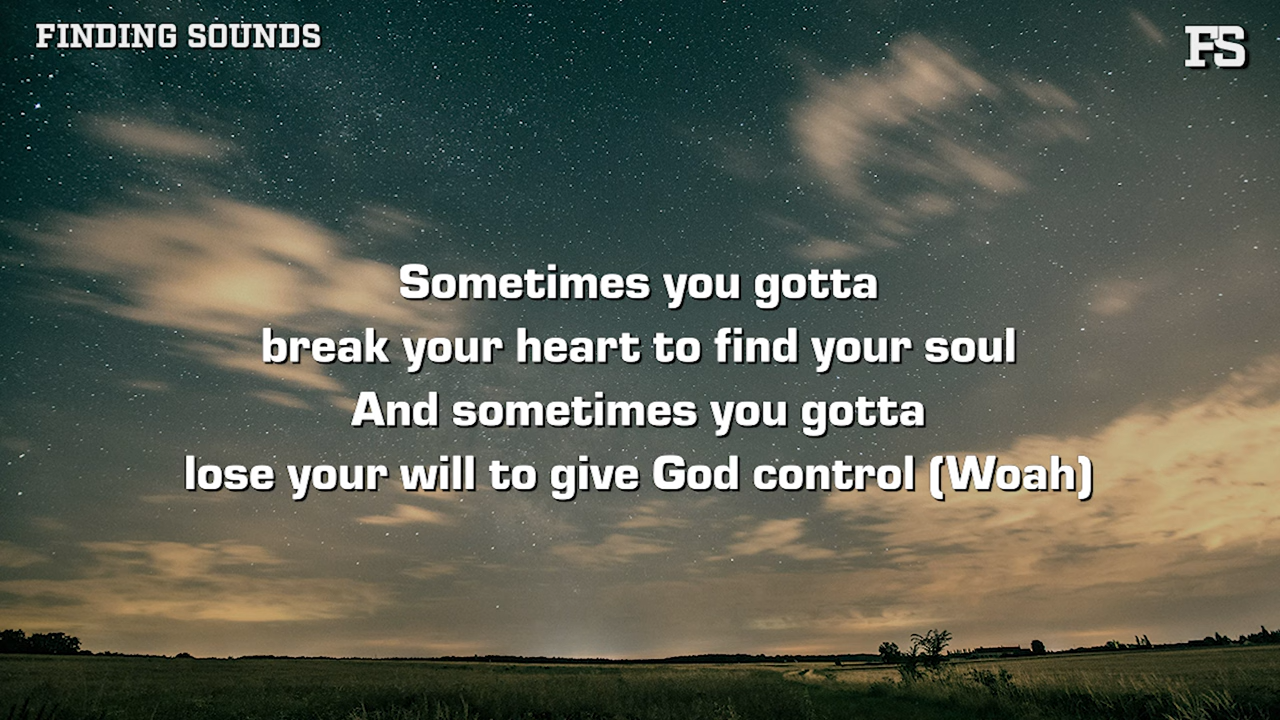 FINDING SOUNDS
FS
Sometimes you gotta
break your heart to find your soul
And sometimes you gotta
lose your will to give God control (Woah)